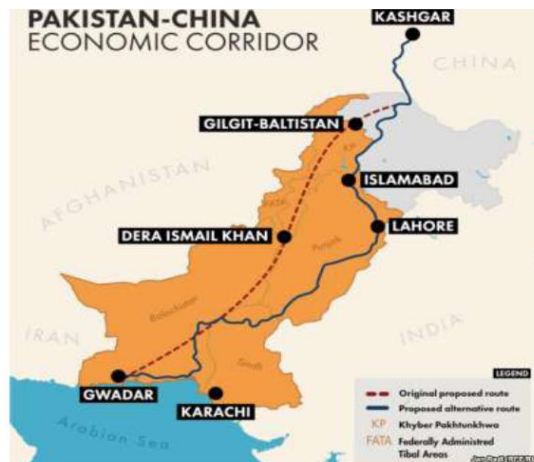 PAKISTAN-CHINA
ECONOMIC CORRIDOR
KASHGAR
CHINA
GILGIT-BALTISTAN
KP
AFGHANISTAN
ISLAMABAD
FATA
LAHORE
DERA ISMAIL KHAN
Punjab
Balochistan
IRAN
INDIA
Sindh
GWADAR
KARACHI
Arabian Sea
LEGEND
Original proposed route
Proposed alternative route
KP Khyber Pakhtunkhwa
FATA Federally Administred
Tibal Areas